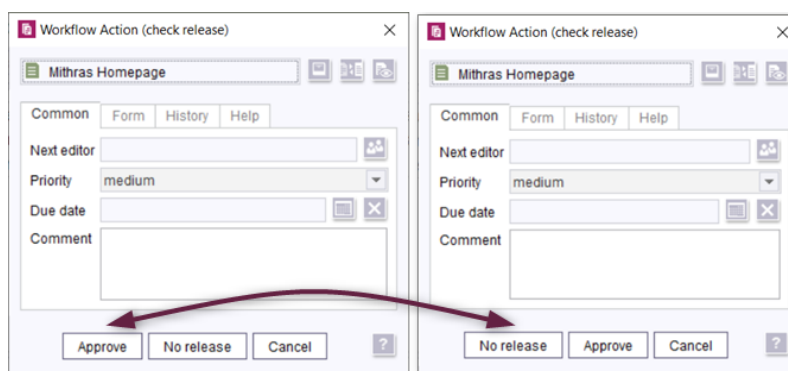 Workflow Action (check release)
Mithras Homepage
Common Form History Help
Next editor
Priority medium
Due date
Comment
Approve No release Cancel ?
Workflow Action (check release)
Mithras Homepage
Common Form History Help
Next editor
Priority medium
Due date
Comment
No release Approve Cancel ?